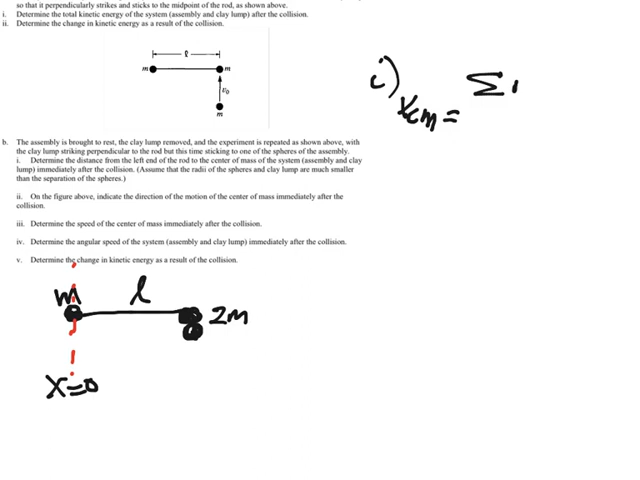 so that it perpendicularly strikes and sticks to the midpoint of the rod, as shown above.
i. Determine the total kinetic energy of the system (assembly and clay lump) after the collision.
ii. Determine the change in kinetic energy as a result of the collision.
ℓ
m m
v₀
m
b. The assembly is brought to rest, the clay lump removed, and the experiment is repeated as shown above, with
the clay lump striking perpendicular to the rod but this time sticking to one of the spheres of the assembly.
i. Determine the distance from the left end of the rod to the center of mass of the system (assembly and clay
lump) immediately after the collision. (Assume that the radii of the spheres and clay lump are much smaller
than the separation of the spheres.)
ii. On the figure above, indicate the direction of the motion of the center of mass immediately after the
collision.
iii. Determine the speed of the center of mass immediately after the collision.
iv. Determine the angular speed of the system (assembly and clay lump) immediately after the collision.
v. Determine the change in kinetic energy as a result of the collision.
i) Xcm = Σ
m ℓ 2m
x=0